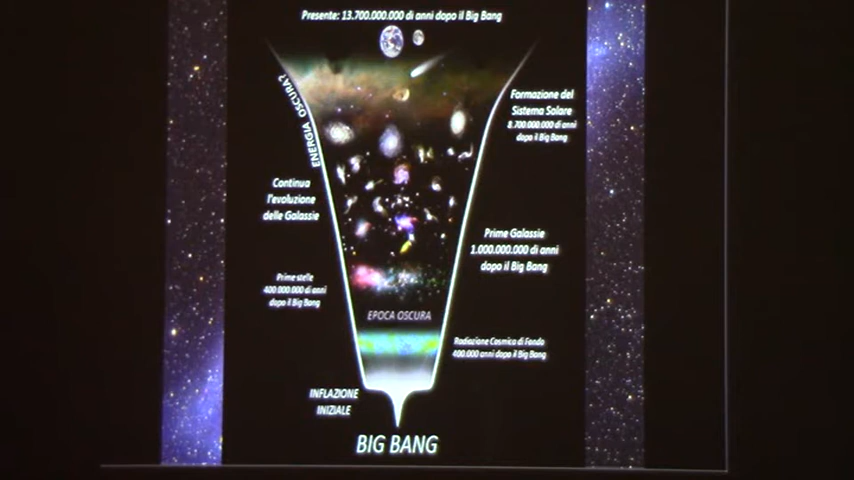 Presente: 13.700.000.000 di anni dopo il Big Bang
ENERGIA OSCURA?
Formazione del
Sistema Solare
8.700.000.000 di anni
dopo il Big Bang
Continua
l'evoluzione
delle Galassie
Prime Galassie
1.000.000.000 di anni
dopo il Big Bang
Prime stelle
400.000.000 di anni
dopo il Big Bang
EPOCA OSCURA
Radiazione Cosmica di Fondo
400.000 anni dopo il Big Bang
INFLAZIONE
INIZIALE
BIG BANG